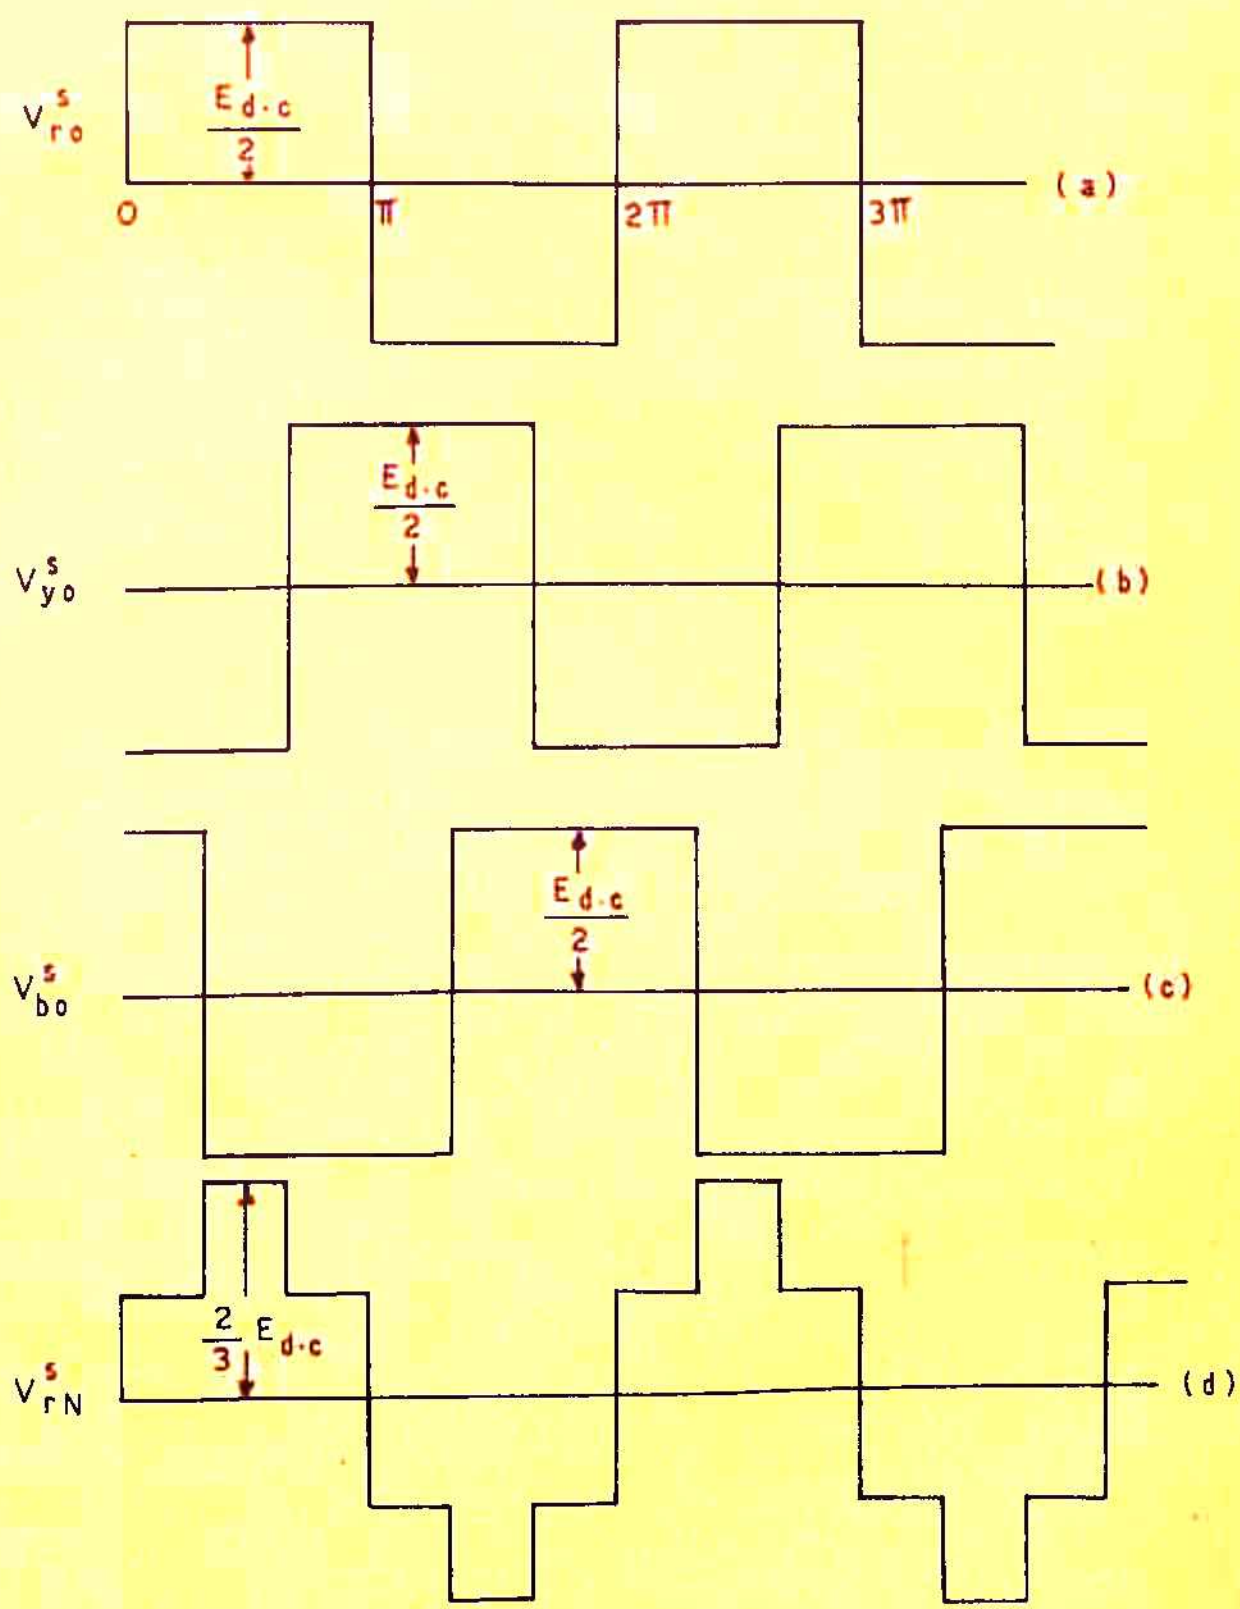 V^s_ro
E_d.c
2
(a)
0 π 2π 3π
E_d.c
2
V^s_yo
(b)
E_d.c
2
V^s_bo
(c)
2/3 E_d.c
V^s_rN
(d)